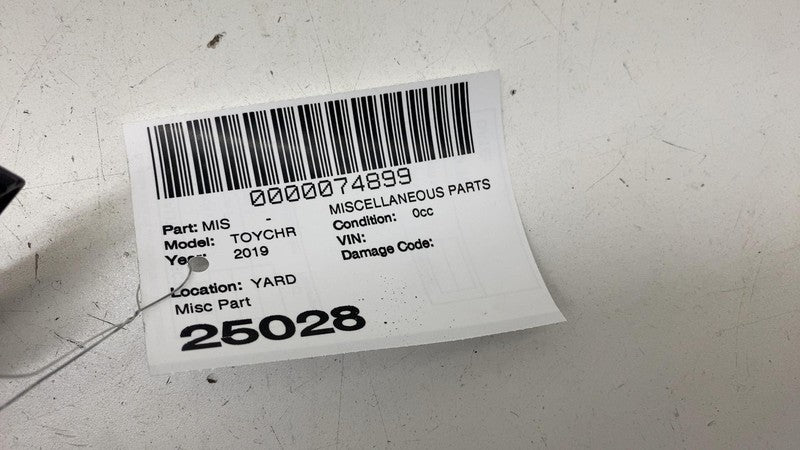 0000074899
Part: MIS - MISCELLANEOUS PARTS
Model: TOYCHR Condition: 0cc
Year: 2019 VIN:
Damage Code:
Location: YARD
Misc Part
25028